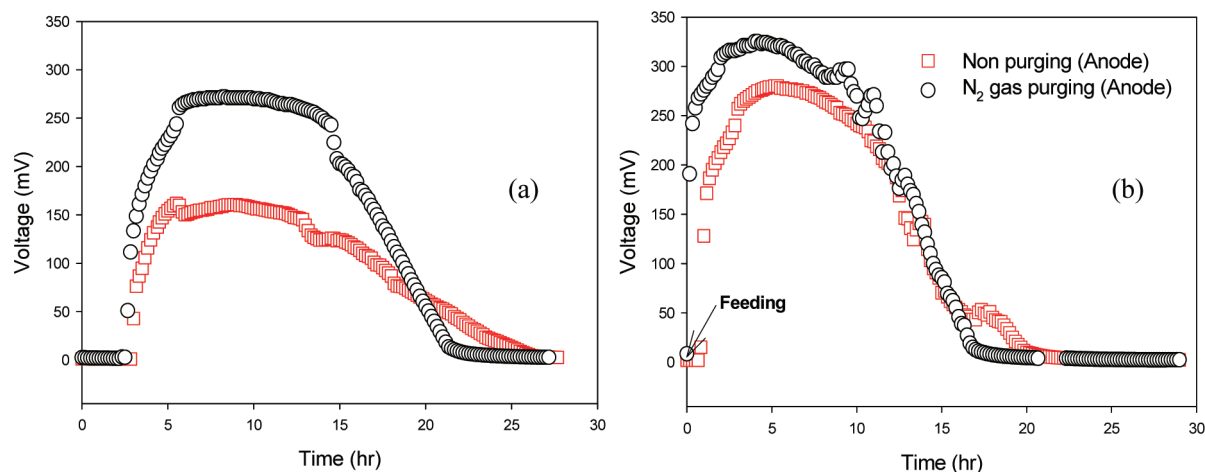 350
300
250
200
150
100
50
0
Voltage (mV)
(a)
0 5 10 15 20 25 30
Time (hr)
350
300
250
200
150
100
50
0
Voltage (mV)
Non purging (Anode)
N₂ gas purging (Anode)
(b)
Feeding
0 5 10 15 20 25 30
Time (hr)